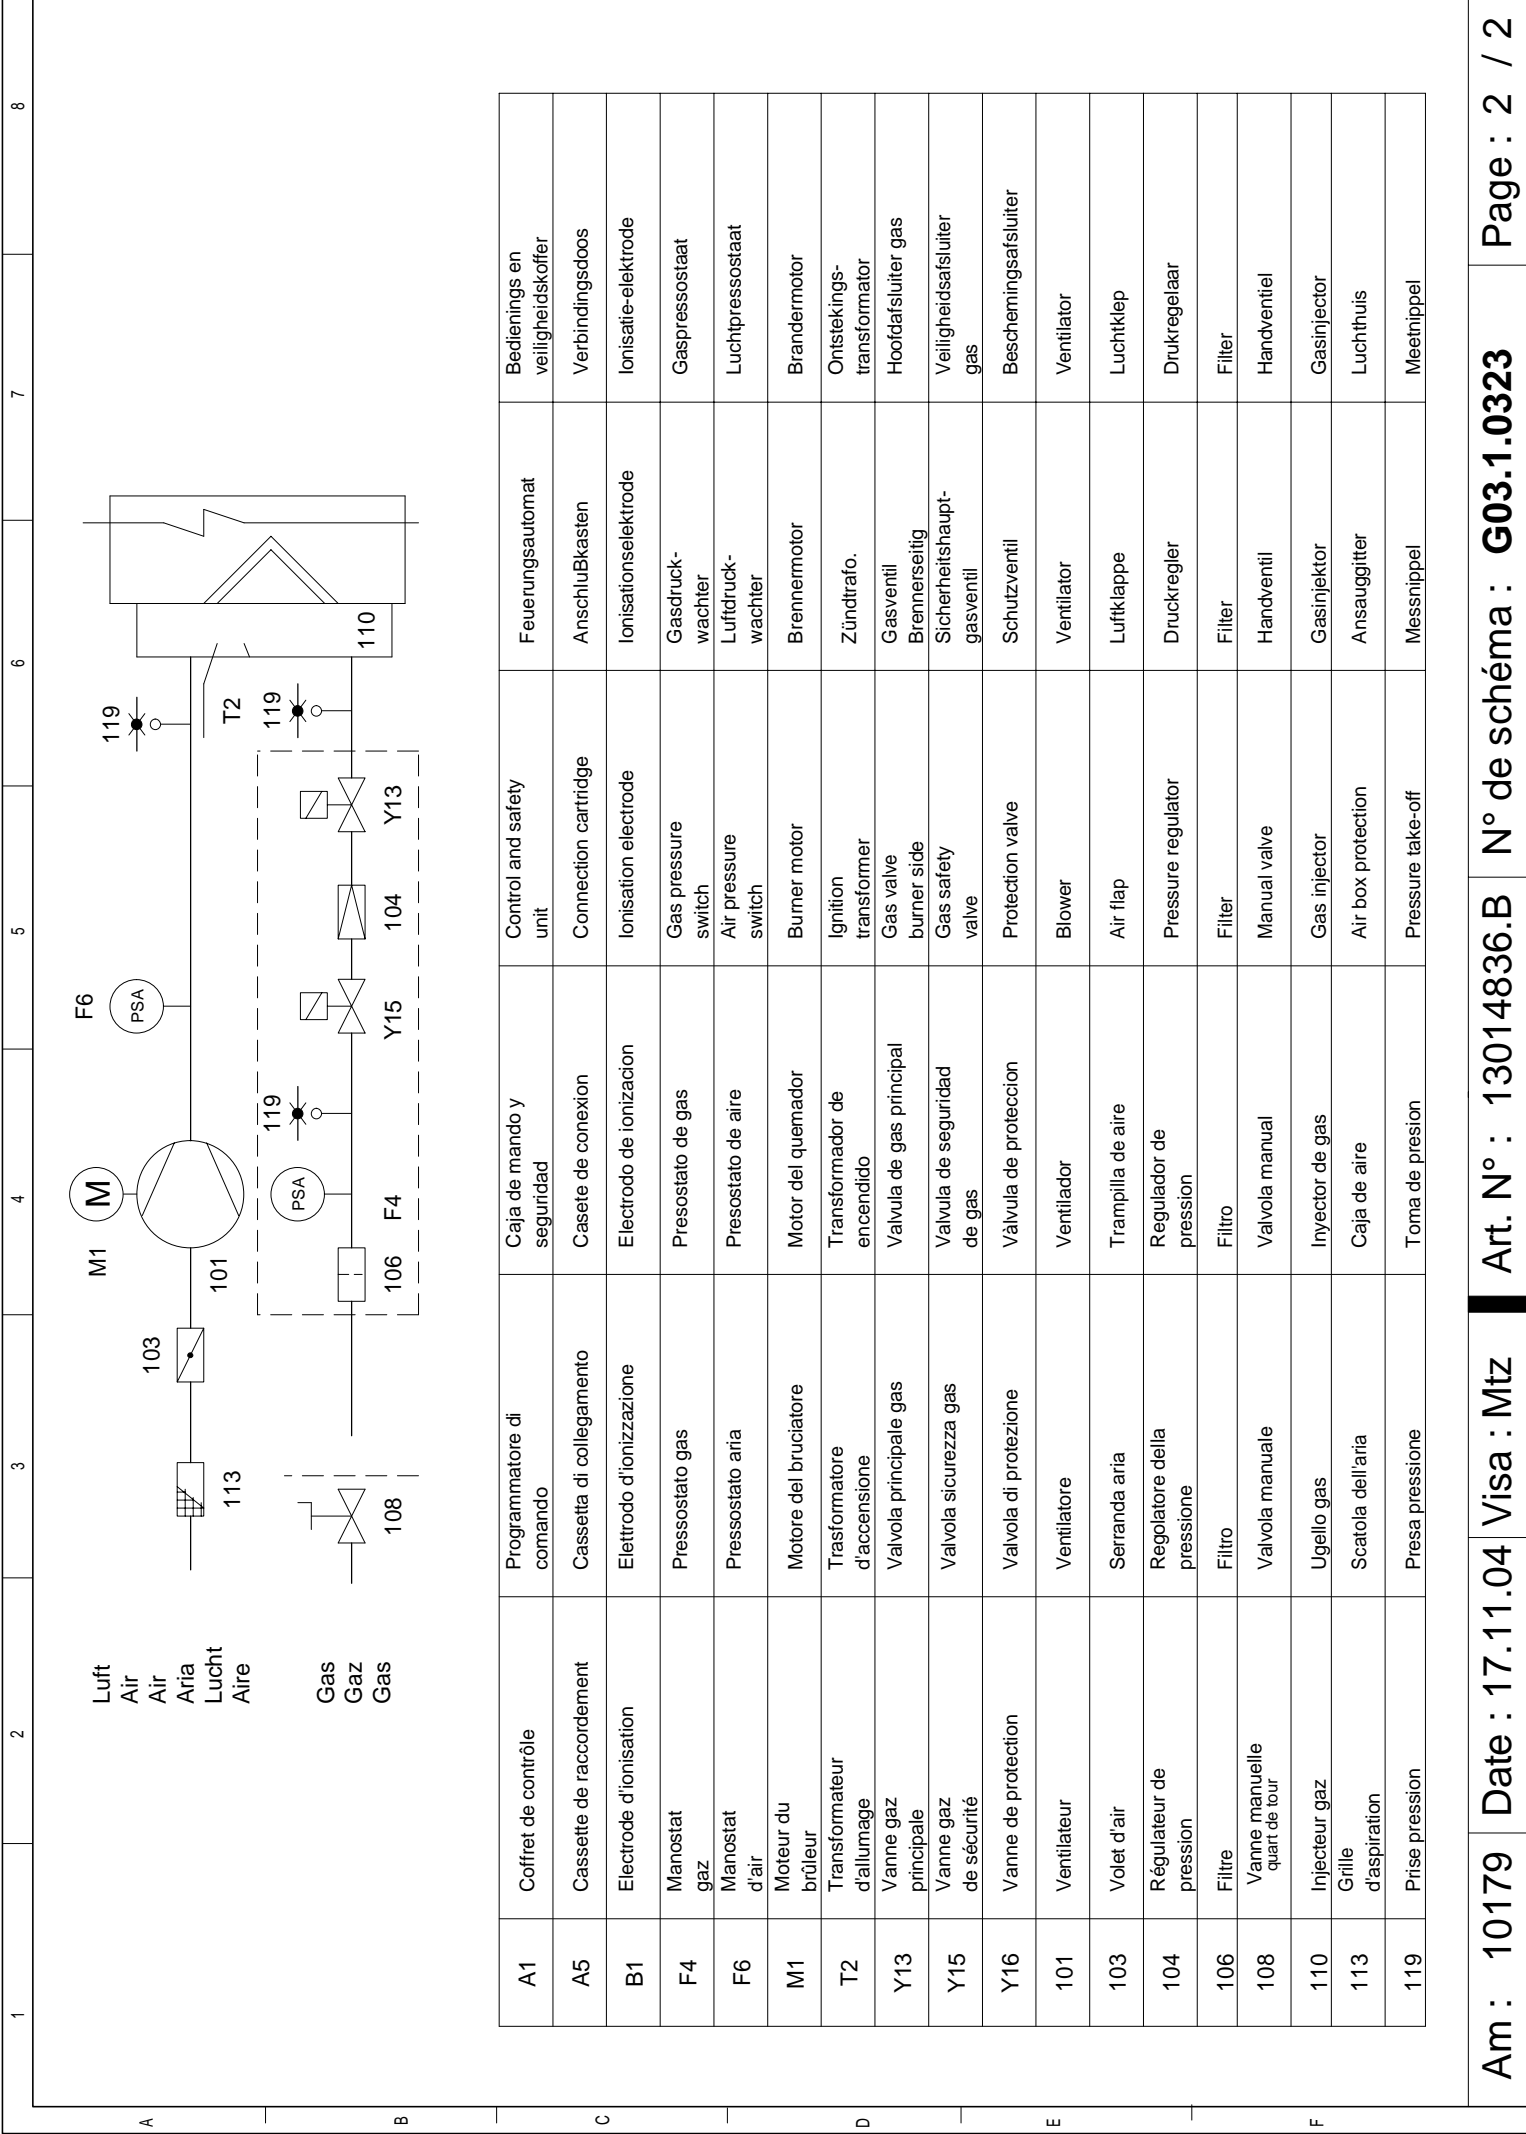 1 2 3 4 5 6 7 8
A
B
C
D
E
F
Luft
Air
Air
Aria
Lucht
Aire
Gas
Gaz
Gas
113
103
M1
M
101
F6
PSA
119
T2
110
108
106
PSA
F4
119
Y15
104
Y13
119
A1 | Coffret de contrôle | Programmatore di comando | Caja de mando y seguridad | Control and safety unit | Feuerungsautomat | Bedienings en veiligheidskoffer
A5 | Cassette de raccordement | Cassetta di collegamento | Casete de conexion | Connection cartridge | AnschluBkasten | Verbindingsdoos
B1 | Electrode d'ionisation | Elettrodo d'ionizzazione | Electrodo de ionizacion | Ionisation electrode | Ionisationselektrode | Ionisatie-elektrode
F4 | Manostat gaz | Pressostato gas | Presostato de gas | Gas pressure switch | Gasdruck-wachter | Gaspressostaat
F6 | Manostat d'air | Pressostato aria | Presostato de aire | Air pressure switch | Luftdruck-wachter | Luchtpressostaat
M1 | Moteur du brûleur | Motore del bruciatore | Motor del quemador | Burner motor | Brennermotor | Brandermotor
T2 | Transformateur d'allumage | Trasformatore d'accensione | Transformador de encendido | Ignition transformer | Zündtrafo. | Ontstekings-transformator
Y13 | Vanne gaz principale | Valvola principale gas | Valvula de gas principal | Gas valve burner side | Gasventil Brennerseitig | Hoofdafsluiter gas
Y15 | Vanne gaz de sécurité | Valvola sicurezza gas | Valvula de seguridad de gas | Gas safety valve | Sicherheitshaupt-gasventil | Veiligheidsafsluiter gas
Y16 | Vanne de protection | Valvola di protezione | Vàlvula de proteccion | Protection valve | Schutzventil | Beschemingsafsluiter
101 | Ventilateur | Ventilatore | Ventilador | Blower | Ventilator | Ventilator
103 | Volet d'air | Serranda aria | Trampilla de aire | Air flap | Luftklappe | Luchtklep
104 | Régulateur de pression | Regolatore della pressione | Regulador de pression | Pressure regulator | Druckregler | Drukregelaar
106 | Filtre | Filtro | Filtro | Filter | Filter | Filter
108 | Vanne manuelle quart de tour | Valvola manuale | Valvola manual | Manual valve | Handventil | Handventiel
110 | Injecteur gaz | Ugello gas | Inyector de gas | Gas injector | Gasinjektor | Gasinjector
113 | Grille d'aspiration | Scatola dell'aria | Caja de aire | Air box protection | Ansauggitter | Luchthuis
119 | Prise pression | Presa pressione | Toma de presion | Pressure take-off | Messnippel | Meetnippel
Am : 10179 Date : 17.11.04 Visa : Mtz Art. N° : 13014836.B N° de schéma : G03.1.0323 Page : 2 / 2